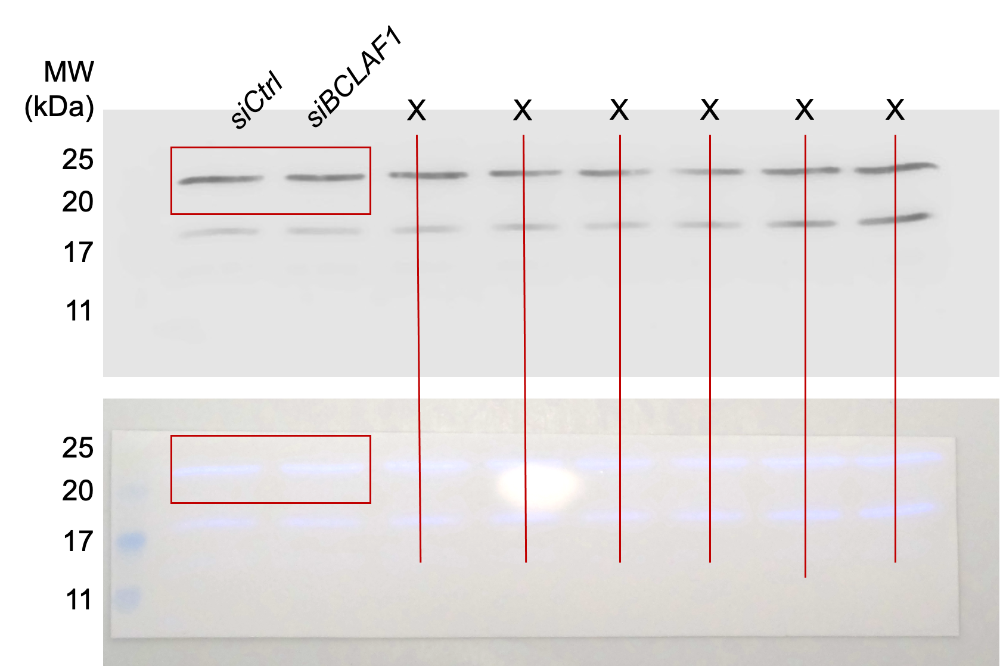 MW
(kDa)
siCtrl
siBCLAF1
X X X X X X
25
20
17
11
25
20
17
11